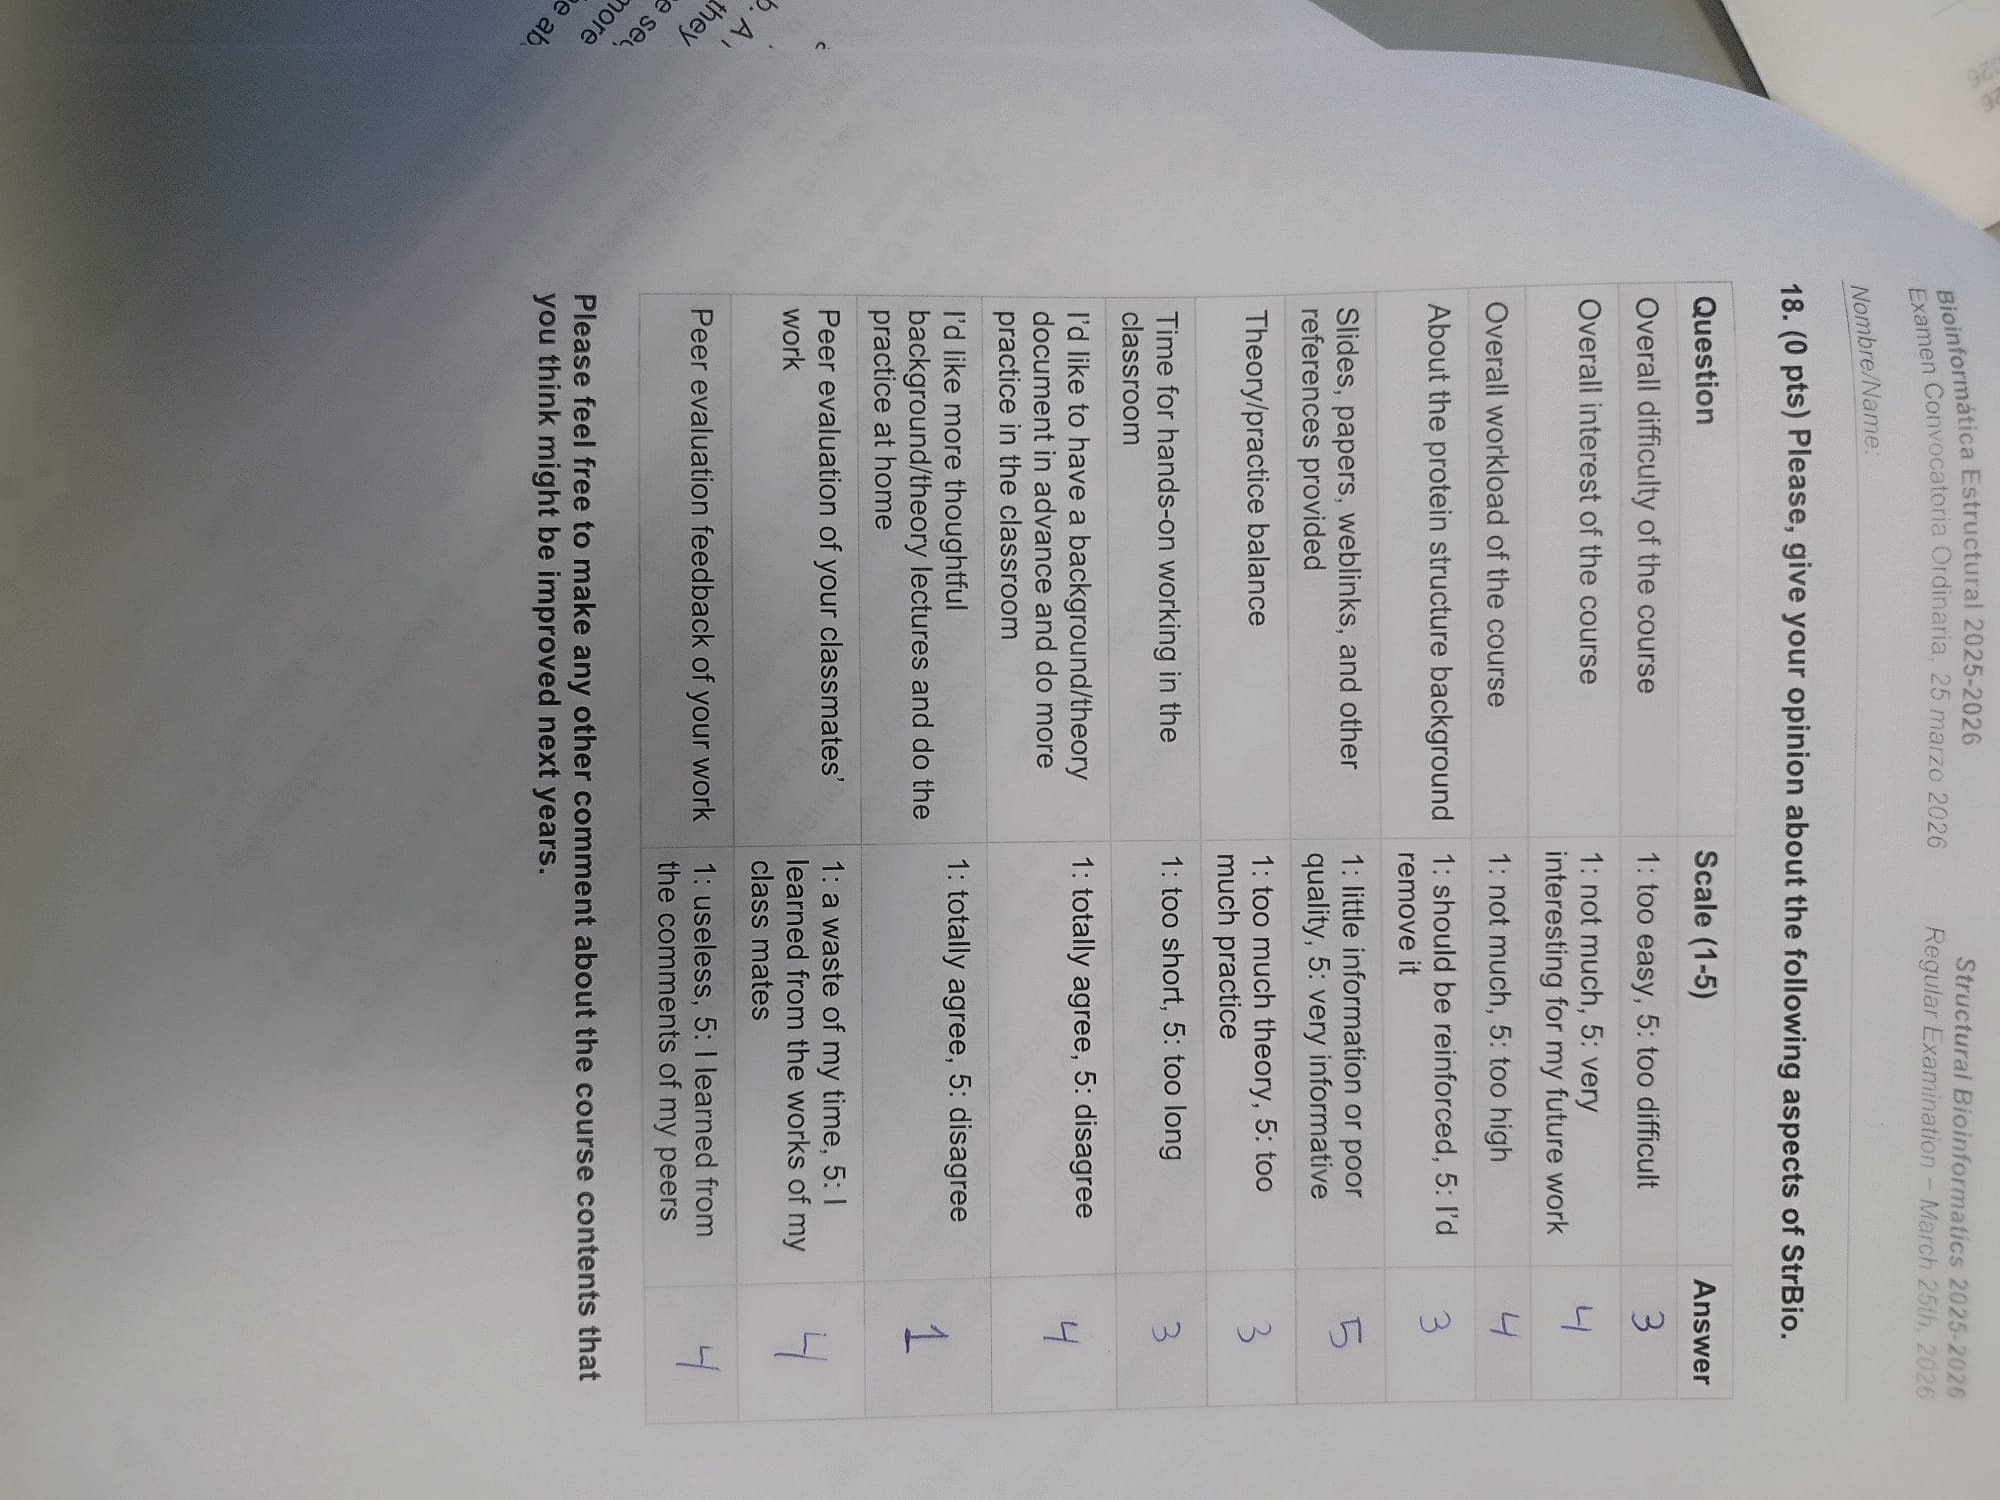 Bioinformática Estructural 2025-2026 Structural Bioinformatics 2025-2026
Examen Convocatoria Ordinaria, 25 marzo 2026 Regular Examination – March 25th, 2026
Nombre/Name:
18. (0 pts) Please, give your opinion about the following aspects of StrBio.
Question Scale (1-5) Answer
Overall difficulty of the course 1: too easy, 5: too difficult 3
Overall interest of the course 1: not much, 5: very
interesting for my future work 4
Overall workload of the course 1: not much, 5: too high 4
About the protein structure background 1: should be reinforced, 5: I'd
remove it 3
Slides, papers, weblinks, and other
references provided 1: little information or poor
quality, 5: very informative 5
Theory/practice balance 1: too much theory, 5: too
much practice 3
Time for hands-on working in the
classroom 1: too short, 5: too long 3
I'd like to have a background/theory
document in advance and do more
practice in the classroom 1: totally agree, 5: disagree 4
I'd like more thoughtful
background/theory lectures and do the
practice at home 1: totally agree, 5: disagree 1
Peer evaluation of your classmates'
work 1: a waste of my time, 5: I
learned from the works of my
class mates 4
Peer evaluation feedback of your work 1: useless, 5: I learned from
the comments of my peers 4
Please feel free to make any other comment about the course contents that
you think might be improved next years.
they
more